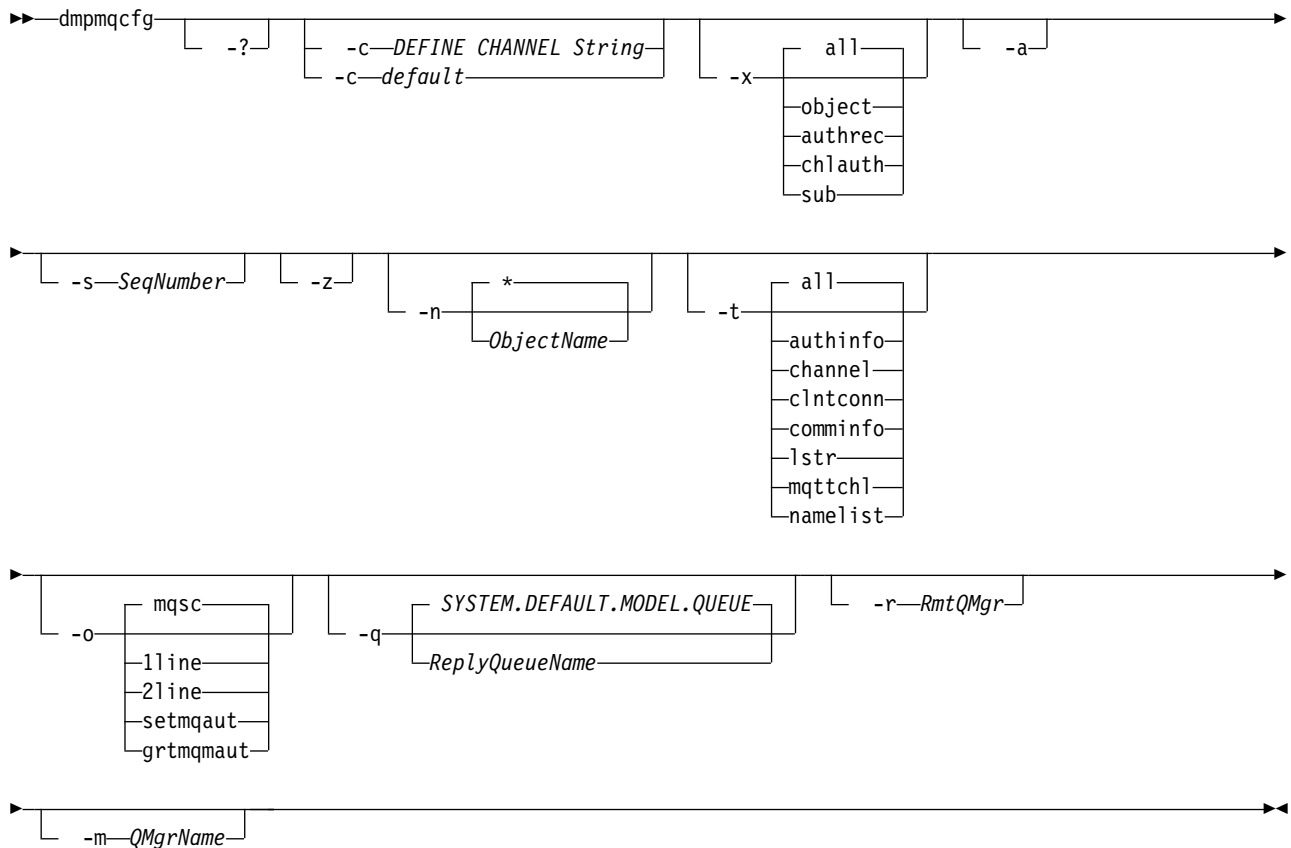 dmpmqcfg
-?
-c DEFINE CHANNEL String
-c default
-x
all
object
authrec
chlauth
sub
-a
-s SeqNumber
-z
-n
*
ObjectName
-t
all
authinfo
channel
clntconn
comminfo
lstr
mqttchl
namelist
-o
mqsc
1line
2line
setmqaut
grtmqmaut
-q
SYSTEM.DEFAULT.MODEL.QUEUE
ReplyQueueName
-r RmtQMgr
-m QMgrName